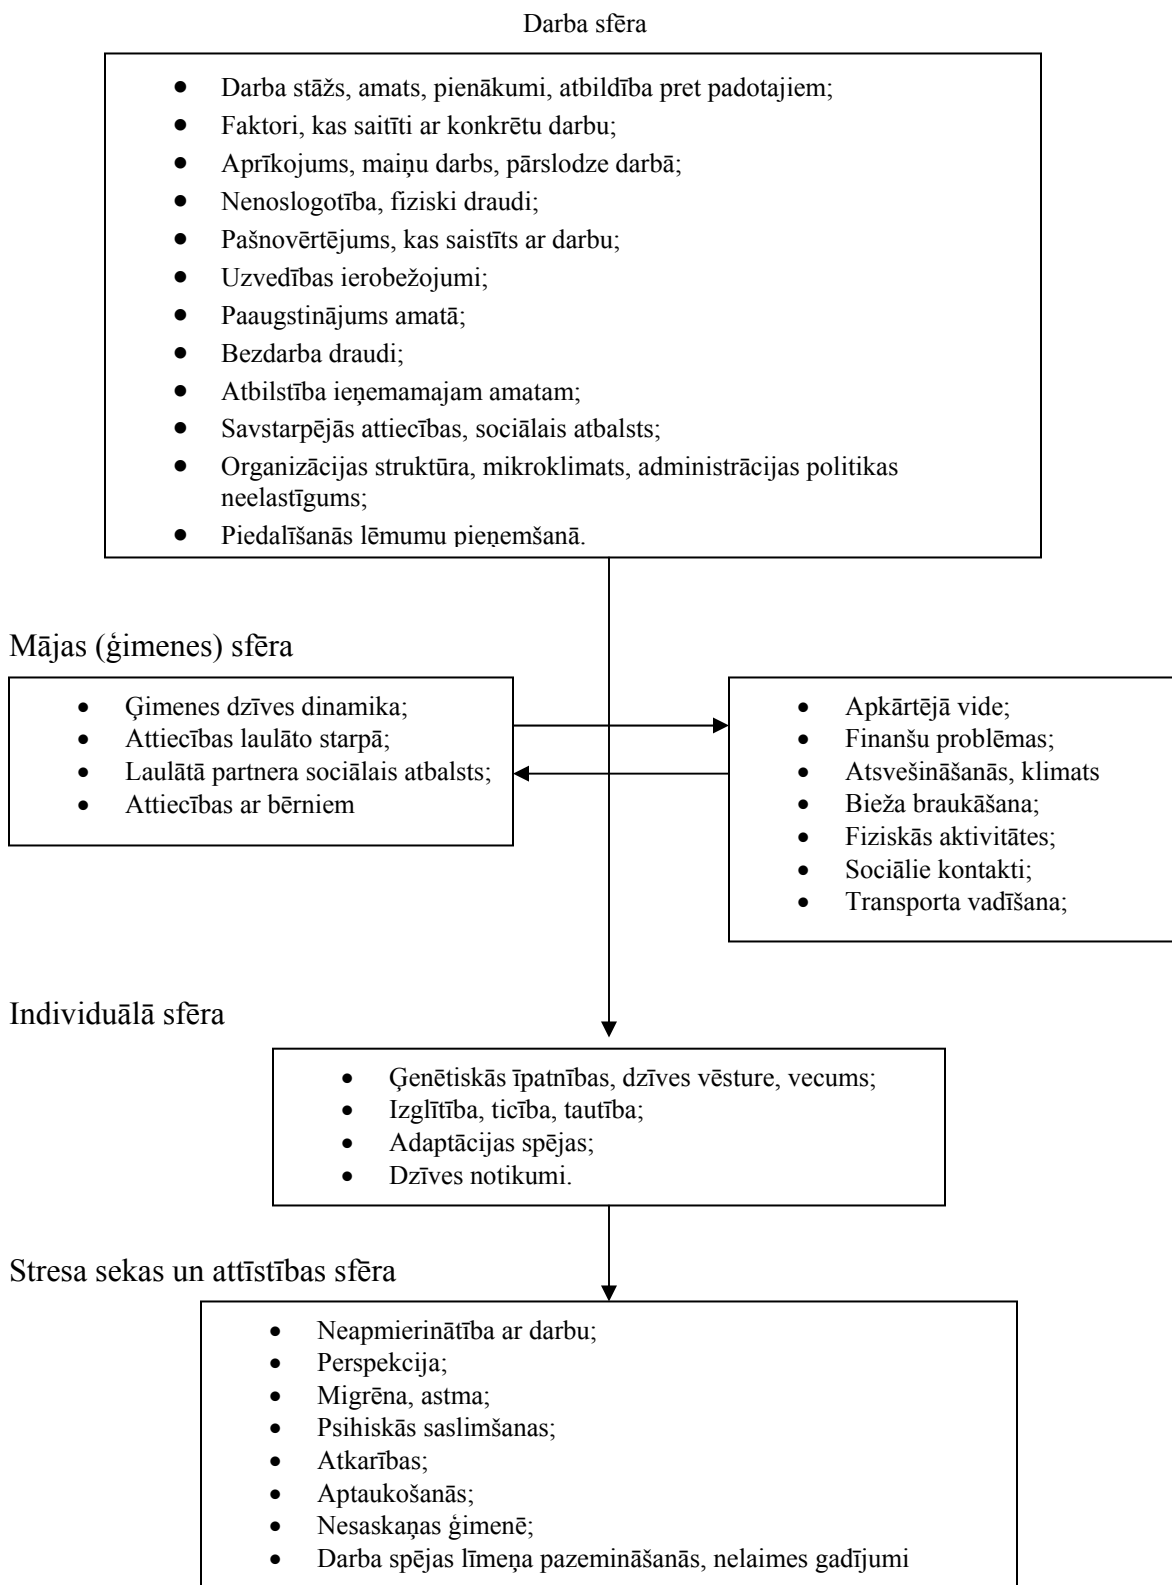 Darba sfēra
• Darba stāžs, amats, pienākumi, atbildība pret padotajiem;
• Faktori, kas saitīti ar konkrētu darbu;
• Aprīkojums, maiņu darbs, pārslodze darbā;
• Nenoslogotība, fiziski draudi;
• Pašnovērtējums, kas saistīts ar darbu;
• Uzvedības ierobežojumi;
• Paaugstinājums amatā;
• Bezdarba draudi;
• Atbilstība ieņemamajam amatam;
• Savstarpējās attiecības, sociālais atbalsts;
• Organizācijas struktūra, mikroklimats, administrācijas politikas
neelastīgums;
• Piedalīšanās lēmumu pieņemšanā.
Mājas (ģimenes) sfēra
• Ģimenes dzīves dinamika;
• Attiecības laulāto starpā;
• Laulātā partnera sociālais atbalsts;
• Attiecības ar bērniem
• Apkārtējā vide;
• Finanšu problēmas;
• Atsvešināšanās, klimats
• Bieža braukāšana;
• Fiziskās aktivitātes;
• Sociālie kontakti;
• Transporta vadīšana;
Individuālā sfēra
• Ģenētiskās īpatnības, dzīves vēsture, vecums;
• Izglītība, ticība, tautība;
• Adaptācijas spējas;
• Dzīves notikumi.
Stresa sekas un attīstības sfēra
• Neapmierinātība ar darbu;
• Perspekcija;
• Migrēna, astma;
• Psihiskās saslimšanas;
• Atkarības;
• Aptaukošanās;
• Nesaskaņas ģimenē;
• Darba spējas līmeņa pazemināšanās, nelaimes gadījumi